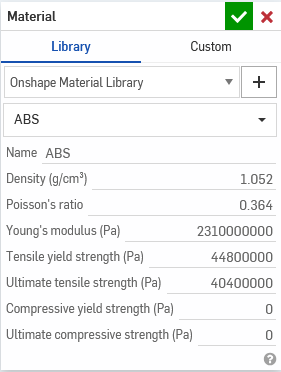 Material
Library Custom
Onshape Material Library
ABS
Name ABS
Density (g/cm³) 1.052
Poisson's ratio 0.364
Young's modulus (Pa) 2310000000
Tensile yield strength (Pa) 44800000
Ultimate tensile strength (Pa) 40400000
Compressive yield strength (Pa) 0
Ultimate compressive strength (Pa) 0